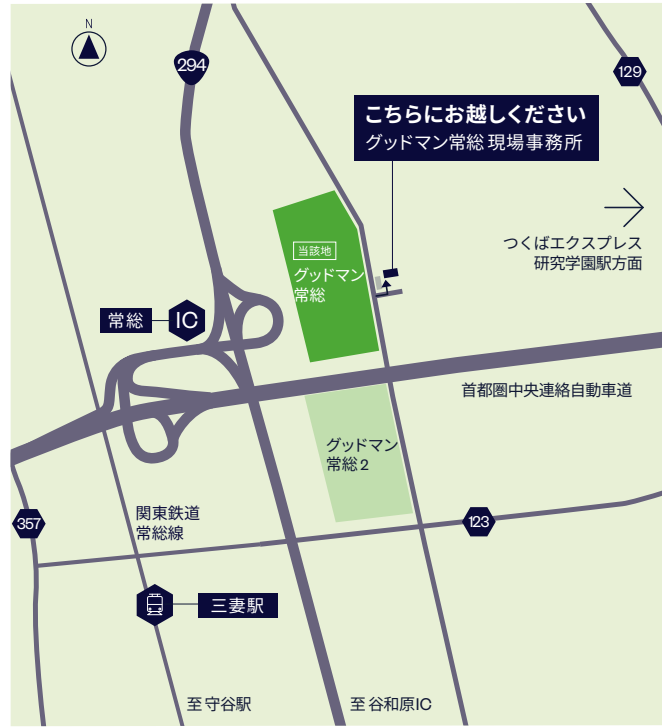 N
294
129
こちらにお越しください
グッドマン常総 現場事務所
つくばエクスプレス
研究学園駅方面
当該地
グッドマン
常総
常総
IC
首都圏中央連絡自動車道
グッドマン
常総2
関東鉄道
常総線
357
123
三妻駅
至守谷駅
至谷和原IC